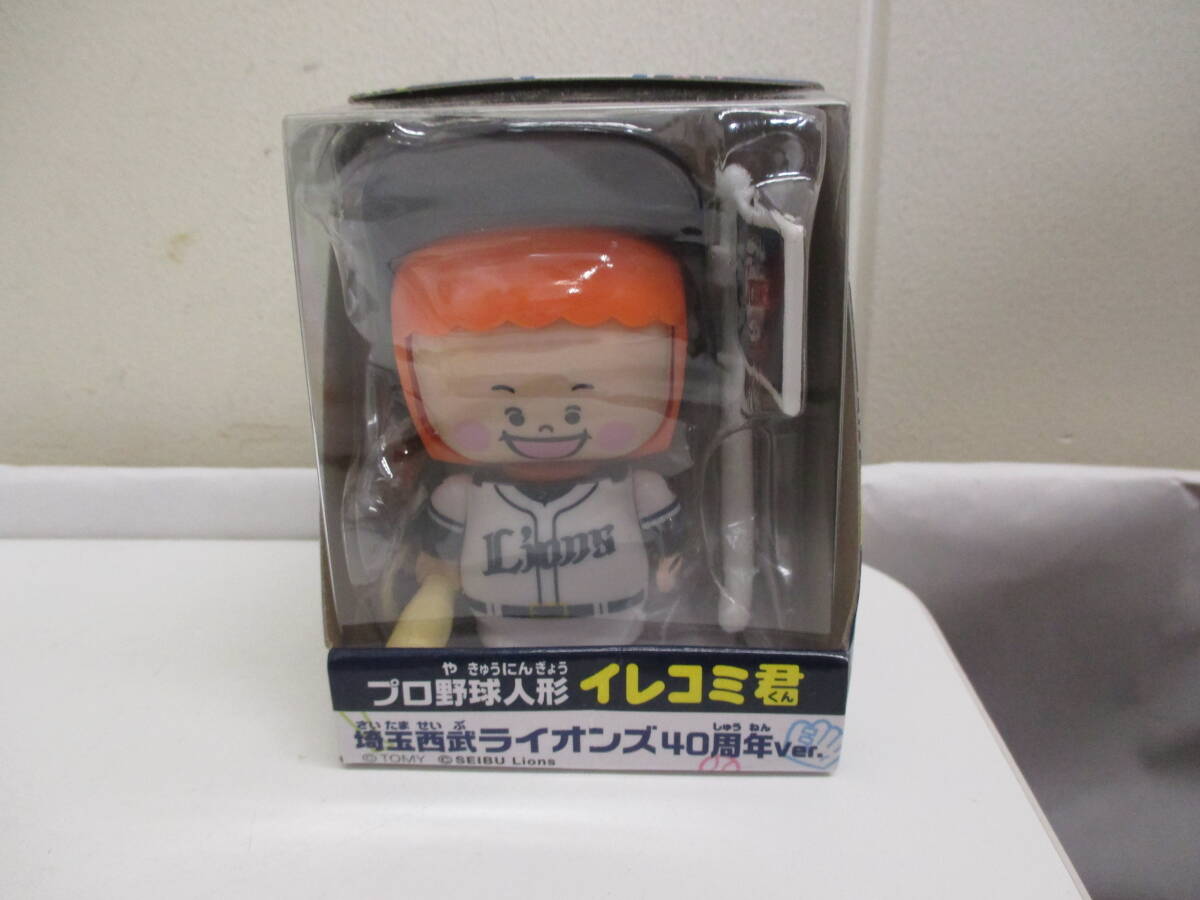 Lions
や きゅうにんぎょう
プロ野球人形 イレコミ君
くん
さい たま せい ぶ しゅう ねん
埼玉西武ライオンズ40周年ver.
©TOMY ©SEIBU Lions